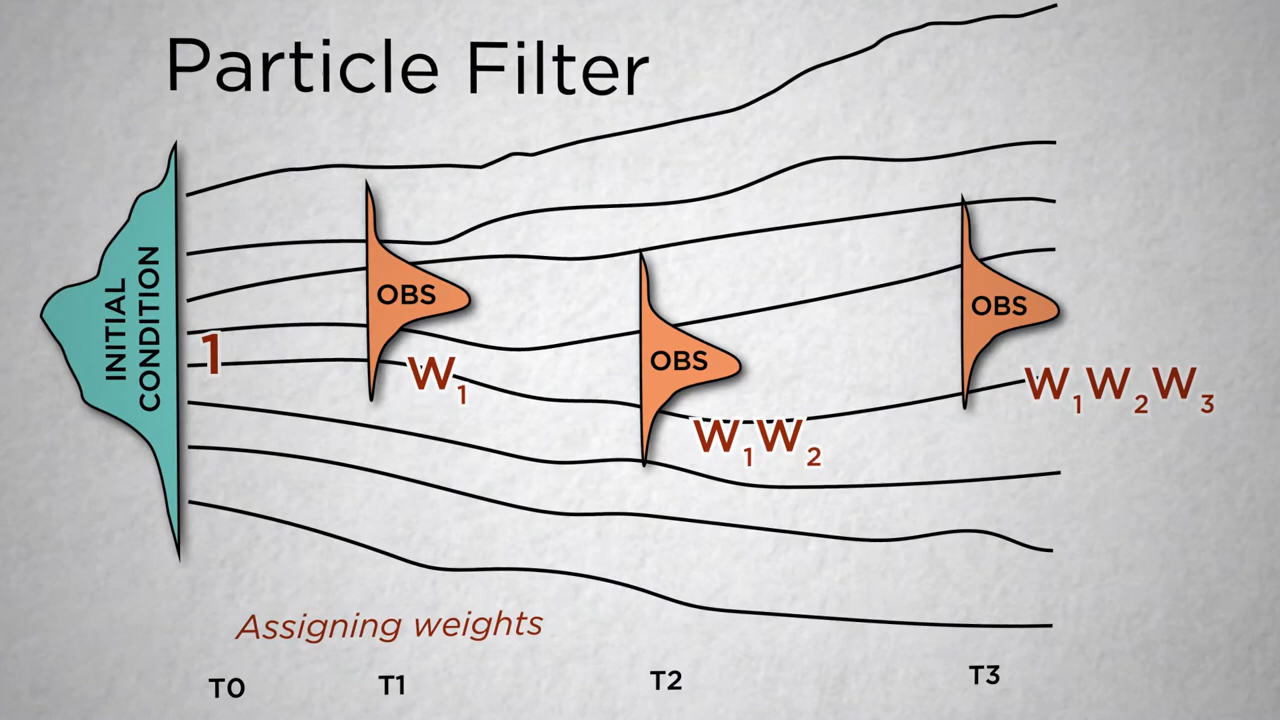 Particle Filter
INITIAL
CONDITION
OBS
OBS
OBS
1
W₁
W₁W₂
W₁W₂W₃
Assigning weights
T0
T1
T2
T3